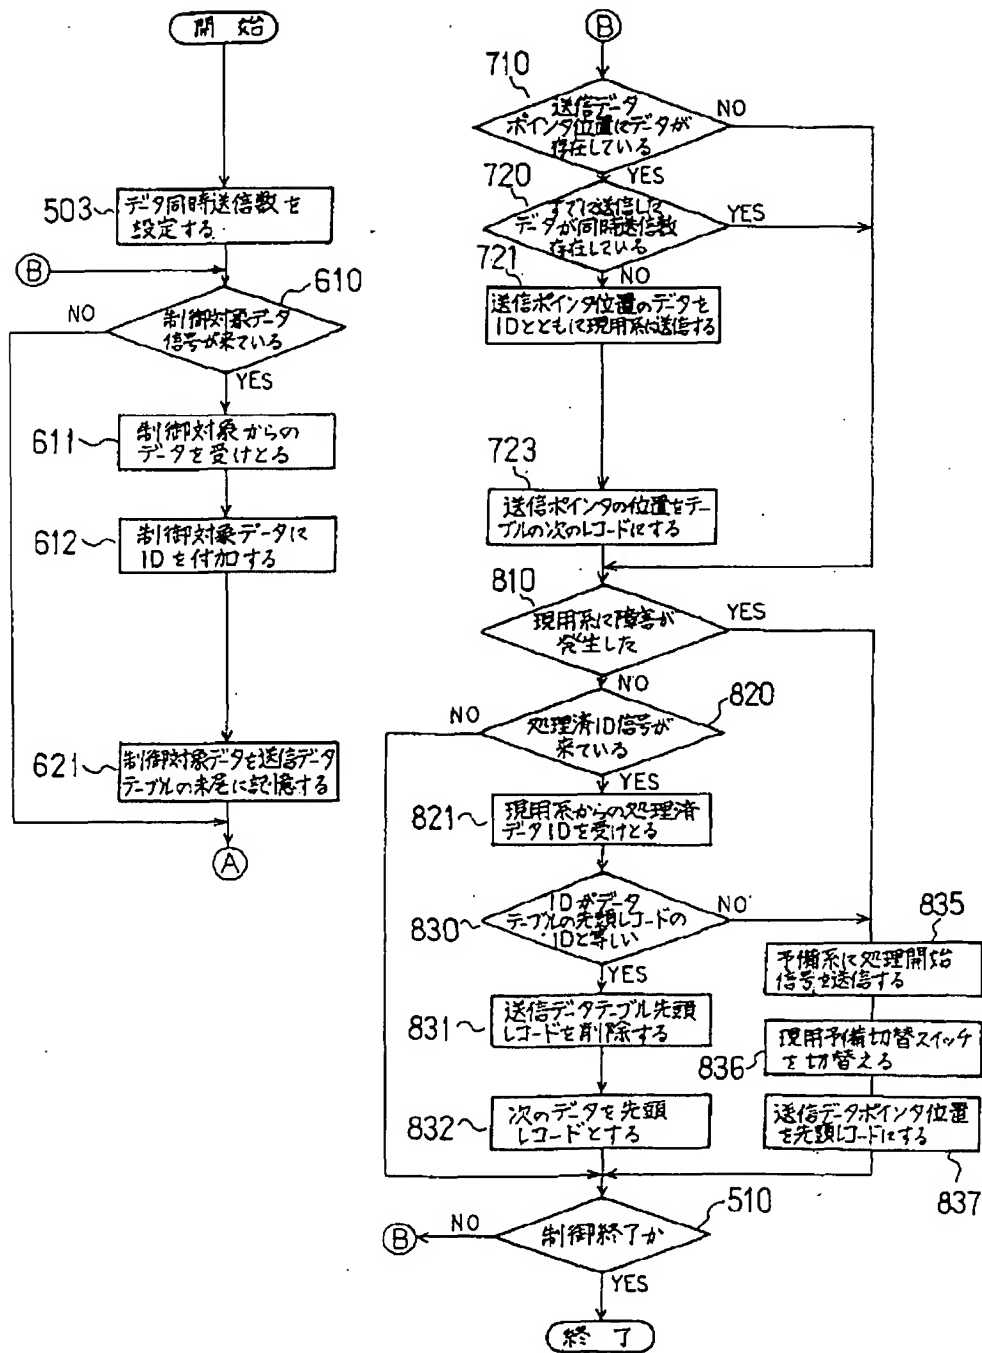 開 始
503
データ同時送信数を
設定する
B
610
NO
制御対象データ
信号が来ている
YES
611
制御対象からの
データを受けとる
612
制御対象データに
IDを付加する
621
制御対象データを送信データ
テーブルの末尾に記憶する
A
B
710
送信データ
ポインタ位置にデータが
存在している
NO
YES
720
すでに送信した
データが同時送信数
存在している
YES
NO
721
送信ポインタ位置のデータを
IDとともに現用系に送信する
723
送信ポインタの位置をテー
ブルの次のレコードにする
810
現用系に障害が
発生した
YES
NO
820
処理済ID信号が
来ている
NO
YES
821
現用系からの処理済
データIDを受けとる
830
IDがデータ
テーブルの先頭レコードの
IDと等しい
NO
YES
831
送信データテーブル先頭
レコードを削除する
832
次のデータを先頭
レコードとする
835
予備系に処理開始
信号を送信する
836
現用予備切替スイッチ
を切替える
送信データポインタ位置
を先頭レコードにする
837
510
制御終了か
NO
B
YES
終 了